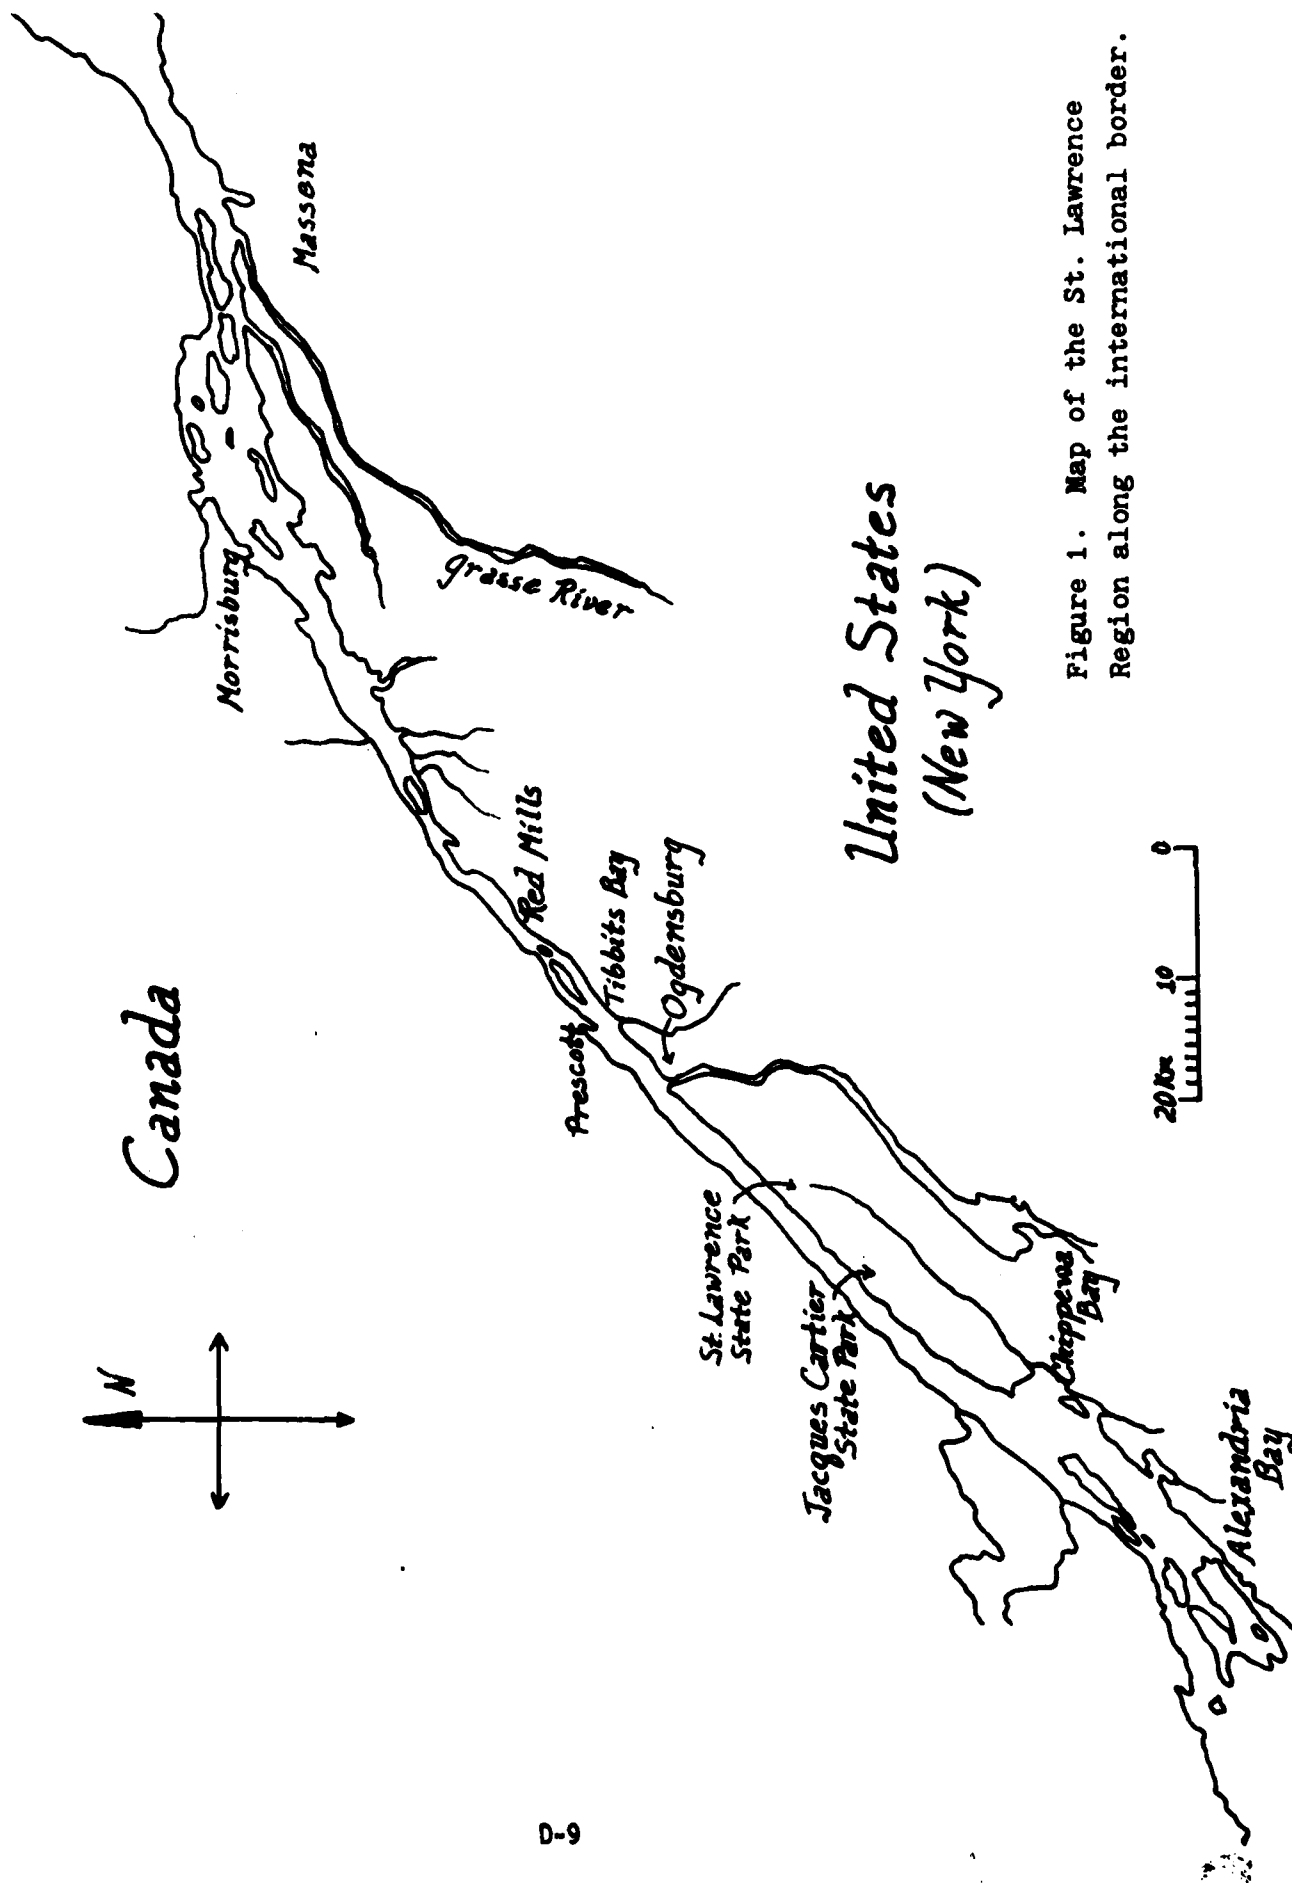 Canada
N
Massena
Morrisburg
Grasse River
Red Mills
Tibbits Bay
Ogdensburg
Prescott
St. Lawrence
State Park
Jacques Cartier
State Park
Chippewa
Bay
Alexandria
Bay
United States
(New York)
20 Km 10 0
Figure 1. Map of the St. Lawrence
Region along the international border.
D-9